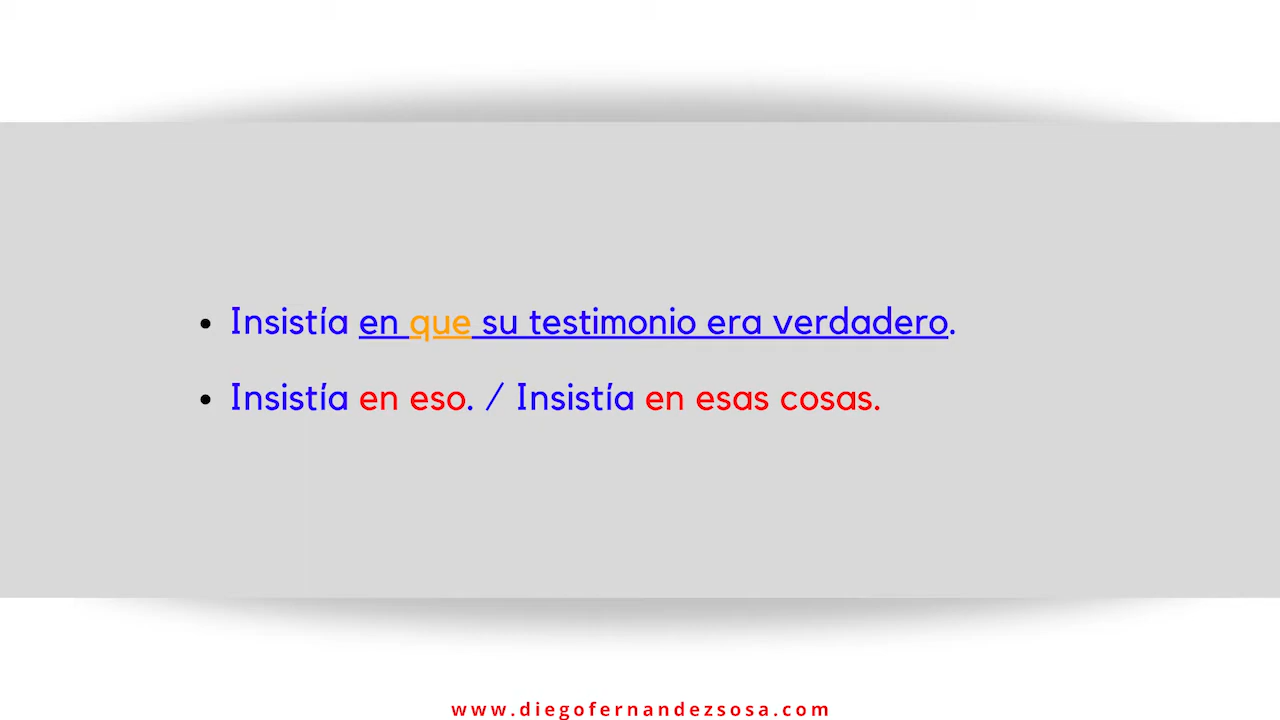 • Insistía en que su testimonio era verdadero.
• Insistía en eso. / Insistía en esas cosas.
www.diegofernandezsosa.com